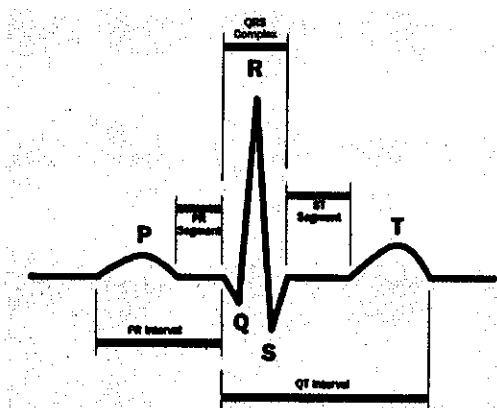 QRS
Complex
R
PR
Segment
ST
Segment
P
T
Q
S
PR Interval
QT Interval